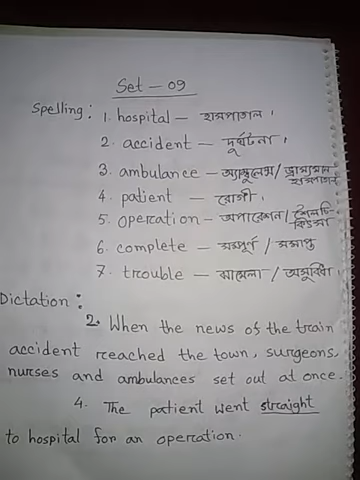 Set - 09
Spelling : 1. hospital - হাসপাতাল ।
2. accident - দুর্ঘটনা ।
3. ambulance - অ্যাম্বুলেন্স / ভ্রাম্যমান
হাসপাতাল
4. patient - রোগী ।
5. operation - অপারেশন /
6. complete - সম্পূর্ণ / সমাপ্ত
7. trouble - ঝামেলা / অসুবিধা ।
Dictation :
2. When the news of the train
accident reached the town, surgeons,
nurses and ambulances set out at once.
4. The patient went straight
to hospital for an operation.